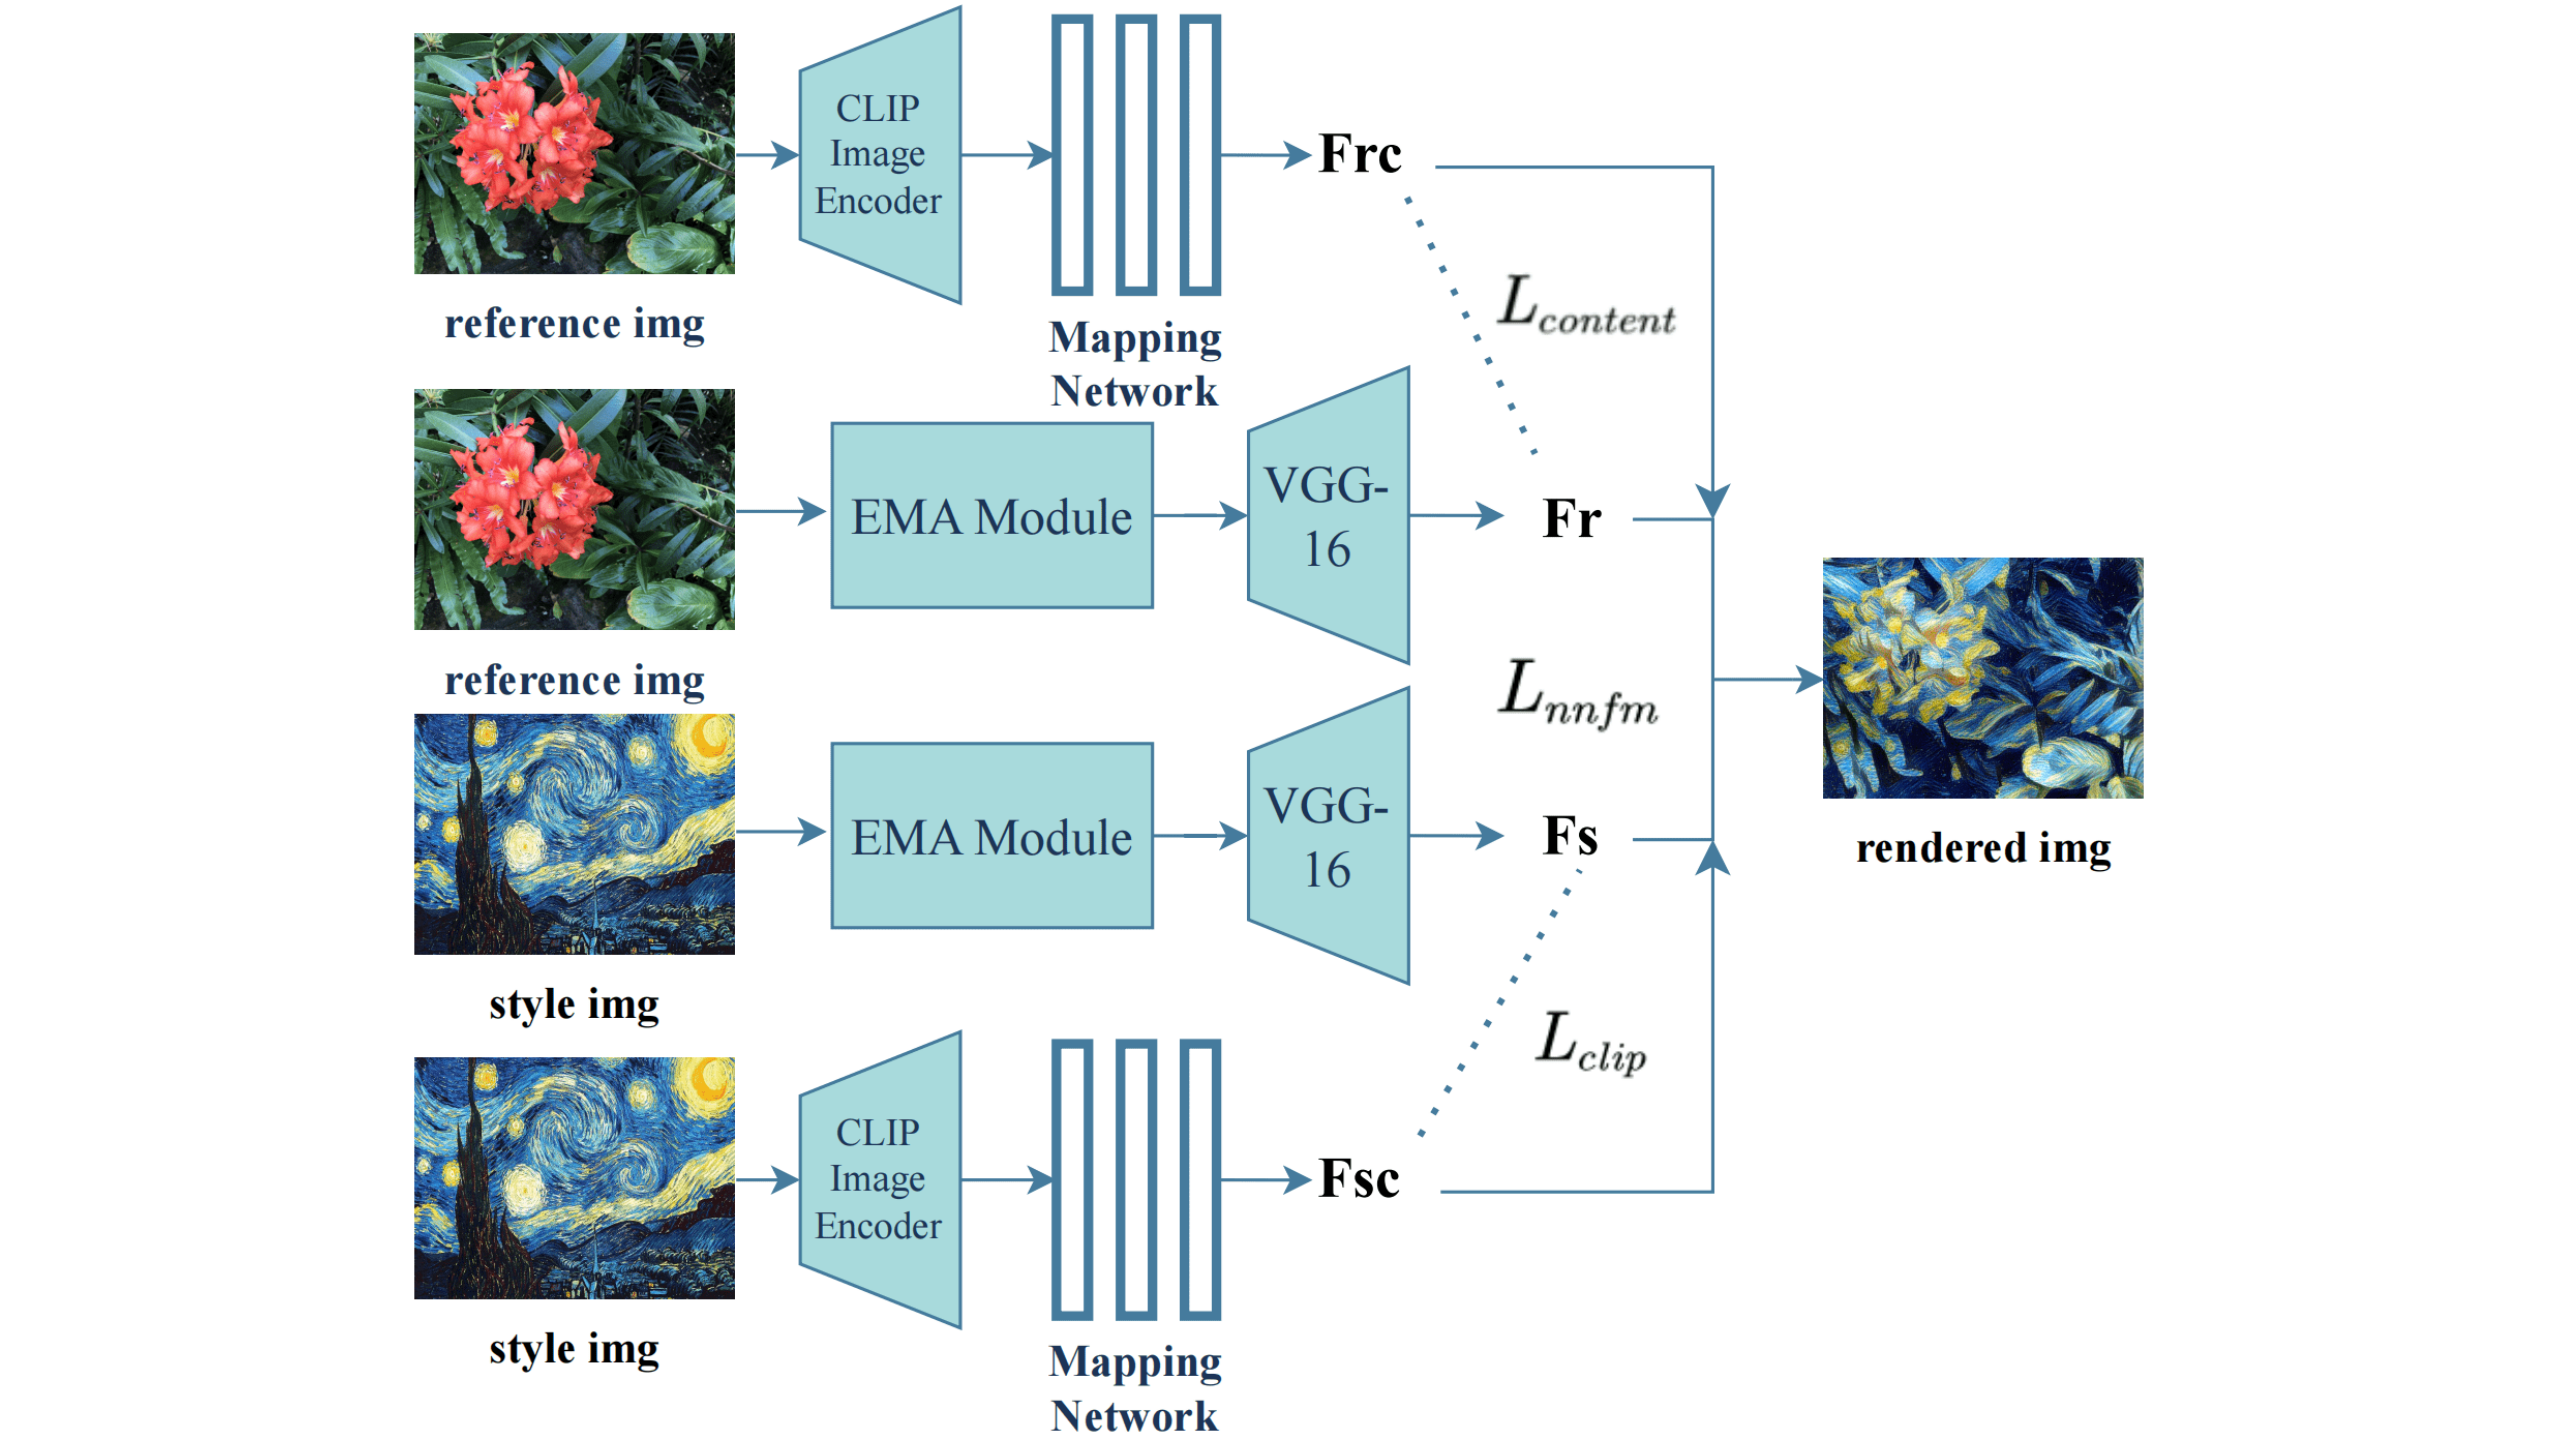 CLIP
Image
Encoder
Frc
reference img
Mapping
Network
L_{content}
EMA Module
VGG-
16
Fr
reference img
L_{nnfm}
EMA Module
VGG-
16
Fs
rendered img
style img
L_{clip}
CLIP
Image
Encoder
Fsc
style img
Mapping
Network